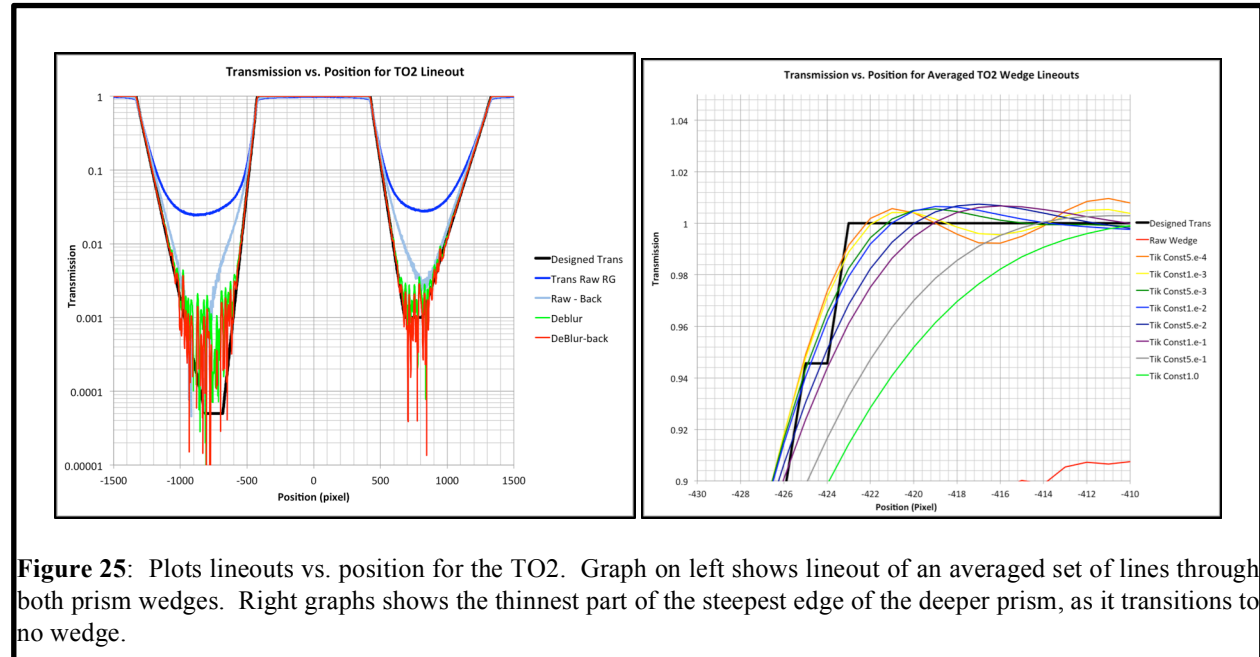 Transmission vs. Position for TO2 Lineout
1
0.1
0.01
0.001
0.0001
0.00001
Transmission
-1500 -1000 -500 0 500 1000 1500
Position (pixel)
Designed Trans
Trans Raw RG
Raw - Back
Deblur
DeBlur-back
Transmission vs. Position for Averaged TO2 Wedge Lineouts
1.04
1.02
1
0.98
0.96
0.94
0.92
0.9
Transmission
-430 -428 -426 -424 -422 -420 -418 -416 -414 -412 -410
Position (Pixel)
Designed Trans
Raw Wedge
Tik Const5.e-4
Tik Const1.e-3
Tik Const5.e-3
Tik Const1.e-2
Tik Const5.e-2
Tik Const1.e-1
Tik Const5.e-1
Tik Const1.0
Figure 25: Plots lineouts vs. position for the TO2. Graph on left shows lineout of an averaged set of lines through
both prism wedges. Right graphs shows the thinnest part of the steepest edge of the deeper prism, as it transitions to
no wedge.